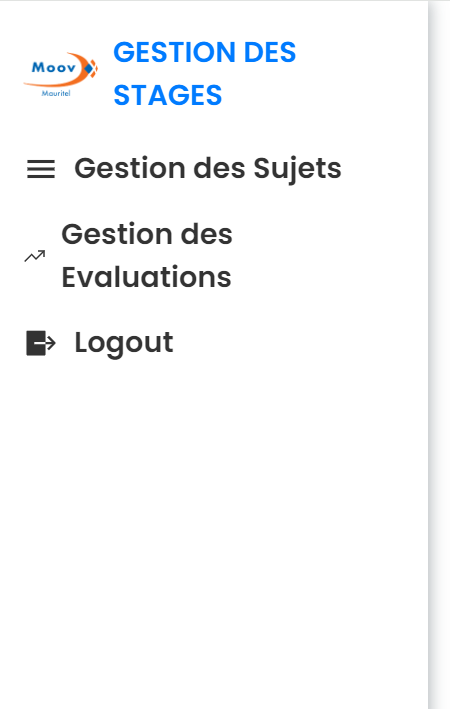 Moov
Mauritel
GESTION DES
STAGES
Gestion des Sujets
Gestion des
Evaluations
Logout